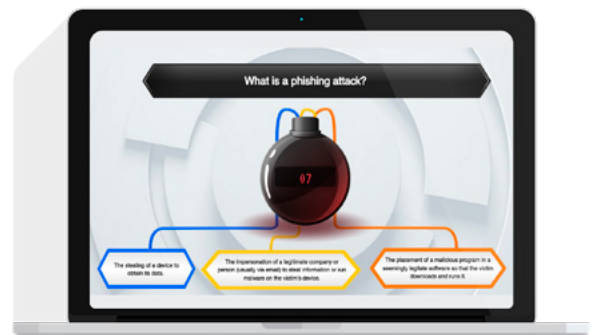 What is a phishing attack?
07
The stealing of a device to
obtain its data.
The impersonation of a legitimate company or
person (usually via email) to steal information or run
malware on the victim's device.
The placement of a malicious program in a
seemingly legitimate software so that the victim
downloads and runs it.